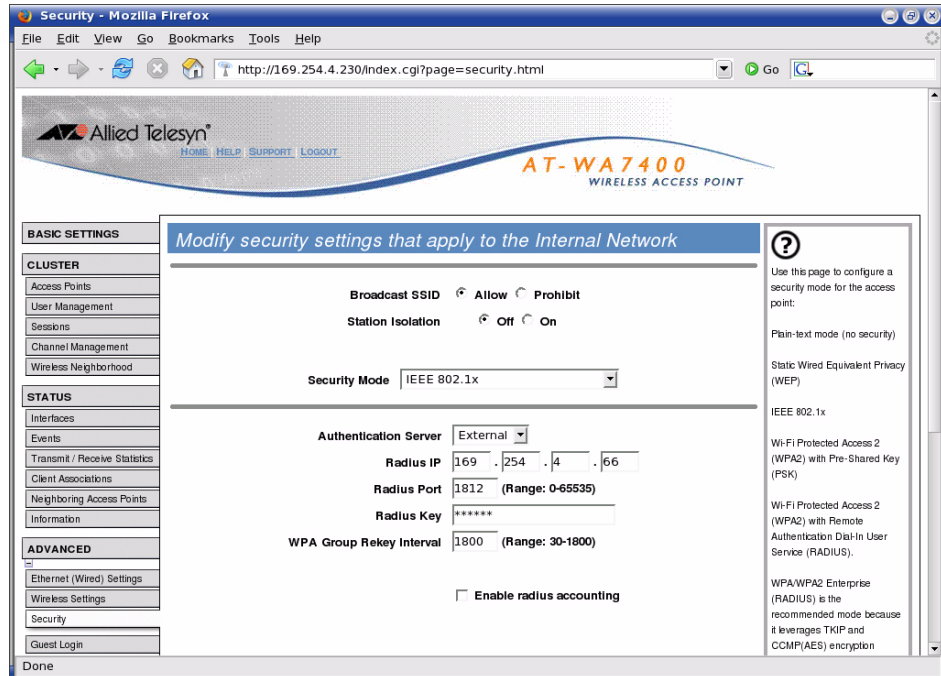 Security - Mozilla Firefox
File Edit View Go Bookmarks Tools Help
http://169.254.4.230/index.cgi?page=security.html Go G
Allied Telesyn®
HOME HELP SUPPORT LOGOUT
AT-WA7400
WIRELESS ACCESS POINT
BASIC SETTINGS
CLUSTER
Access Points
User Management
Sessions
Channel Management
Wireless Neighborhood
STATUS
Interfaces
Events
Transmit / Receive Statistics
Client Associations
Neighboring Access Points
Information
ADVANCED
Ethernet (Wired) Settings
Wireless Settings
Security
Guest Login
Modify security settings that apply to the Internal Network
Broadcast SSID Allow Prohibit
Station Isolation Off On
Security Mode IEEE 802.1x
Authentication Server External
Radius IP 169 . 254 . 4 . 66
Radius Port 1812 (Range: 0-65535)
Radius Key ******
WPA Group Rekey Interval 1800 (Range: 30-1800)
Enable radius accounting
?
Use this page to configure a
security mode for the access
point:
Plain-text mode (no security)
Static Wired Equivalent Privacy
(WEP)
IEEE 802.1x
Wi-Fi Protected Access 2
(WPA2) with Pre-Shared Key
(PSK)
Wi-Fi Protected Access 2
(WPA2) with Remote
Authentication Dial-In User
Service (RADIUS).
WPA/WPA2 Enterprise
(RADIUS) is the
recommended mode because
it leverages TKIP and
CCMP(AES) encryption
Done